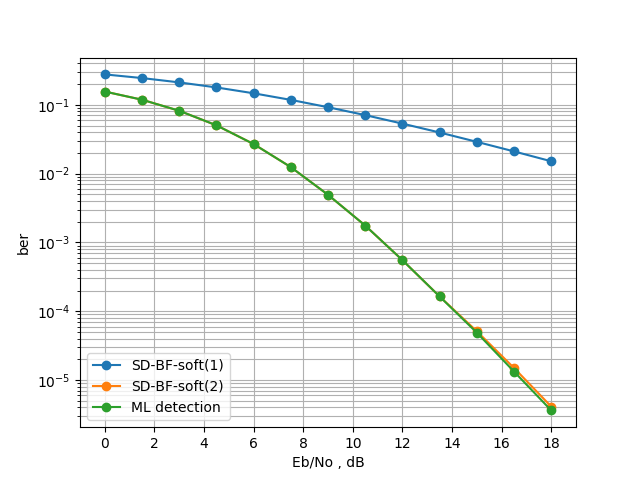 10⁻¹
10⁻²
10⁻³
10⁻⁴
10⁻⁵
ber
SD-BF-soft(1)
SD-BF-soft(2)
ML detection
0 2 4 6 8 10 12 14 16 18
Eb/No , dB